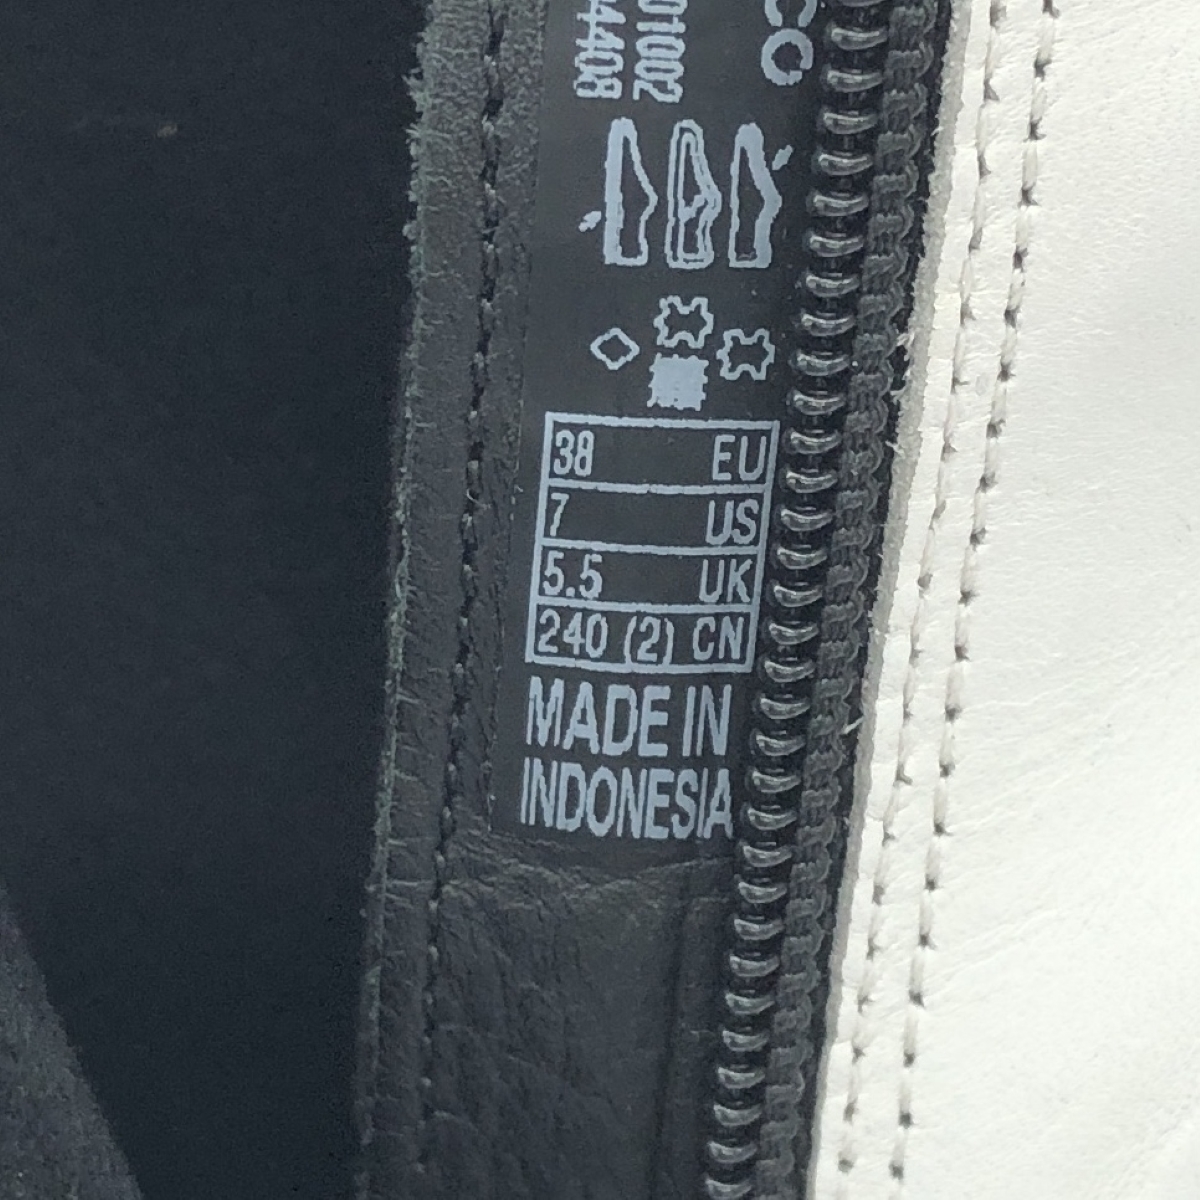 38 EU
7 US
5.5 UK
240 (2) CN
MADE IN
INDONESIA